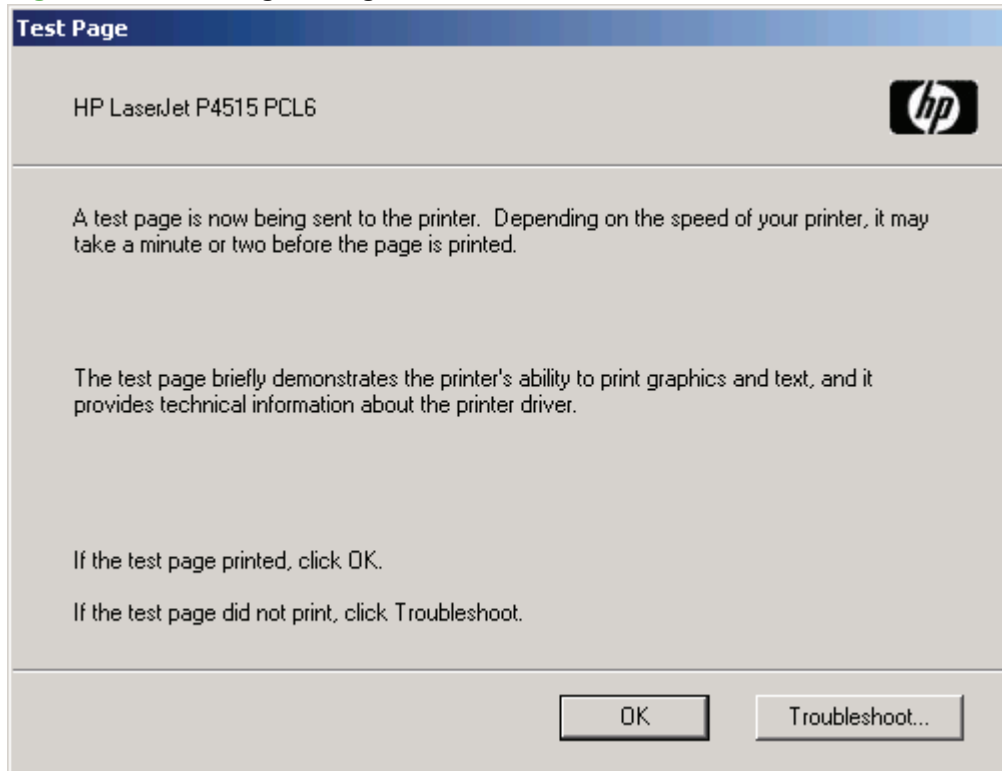 Test Page
HP LaserJet P4515 PCL6
hp
A test page is now being sent to the printer.  Depending on the speed of your printer, it may
take a minute or two before the page is printed.
The test page briefly demonstrates the printer's ability to print graphics and text, and it
provides technical information about the printer driver.
If the test page printed, click OK.
If the test page did not print, click Troubleshoot.
OK
Troubleshoot...